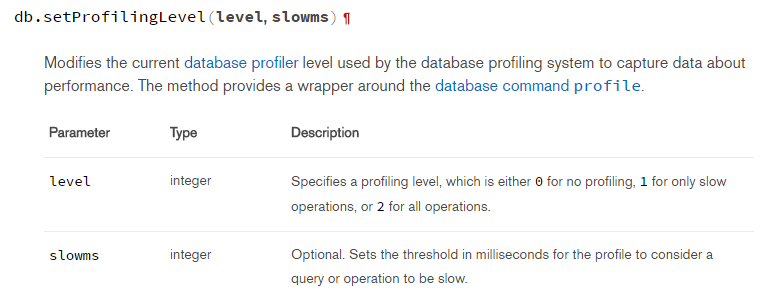 db.setProfilingLevel(level, slowms) ¶
Modifies the current database profiler level used by the database profiling system to capture data about
performance. The method provides a wrapper around the database command profile.
Parameter Type Description
level integer Specifies a profiling level, which is either 0 for no profiling, 1 for only slow
operations, or 2 for all operations.
slowms integer Optional. Sets the threshold in milliseconds for the profile to consider a
query or operation to be slow.